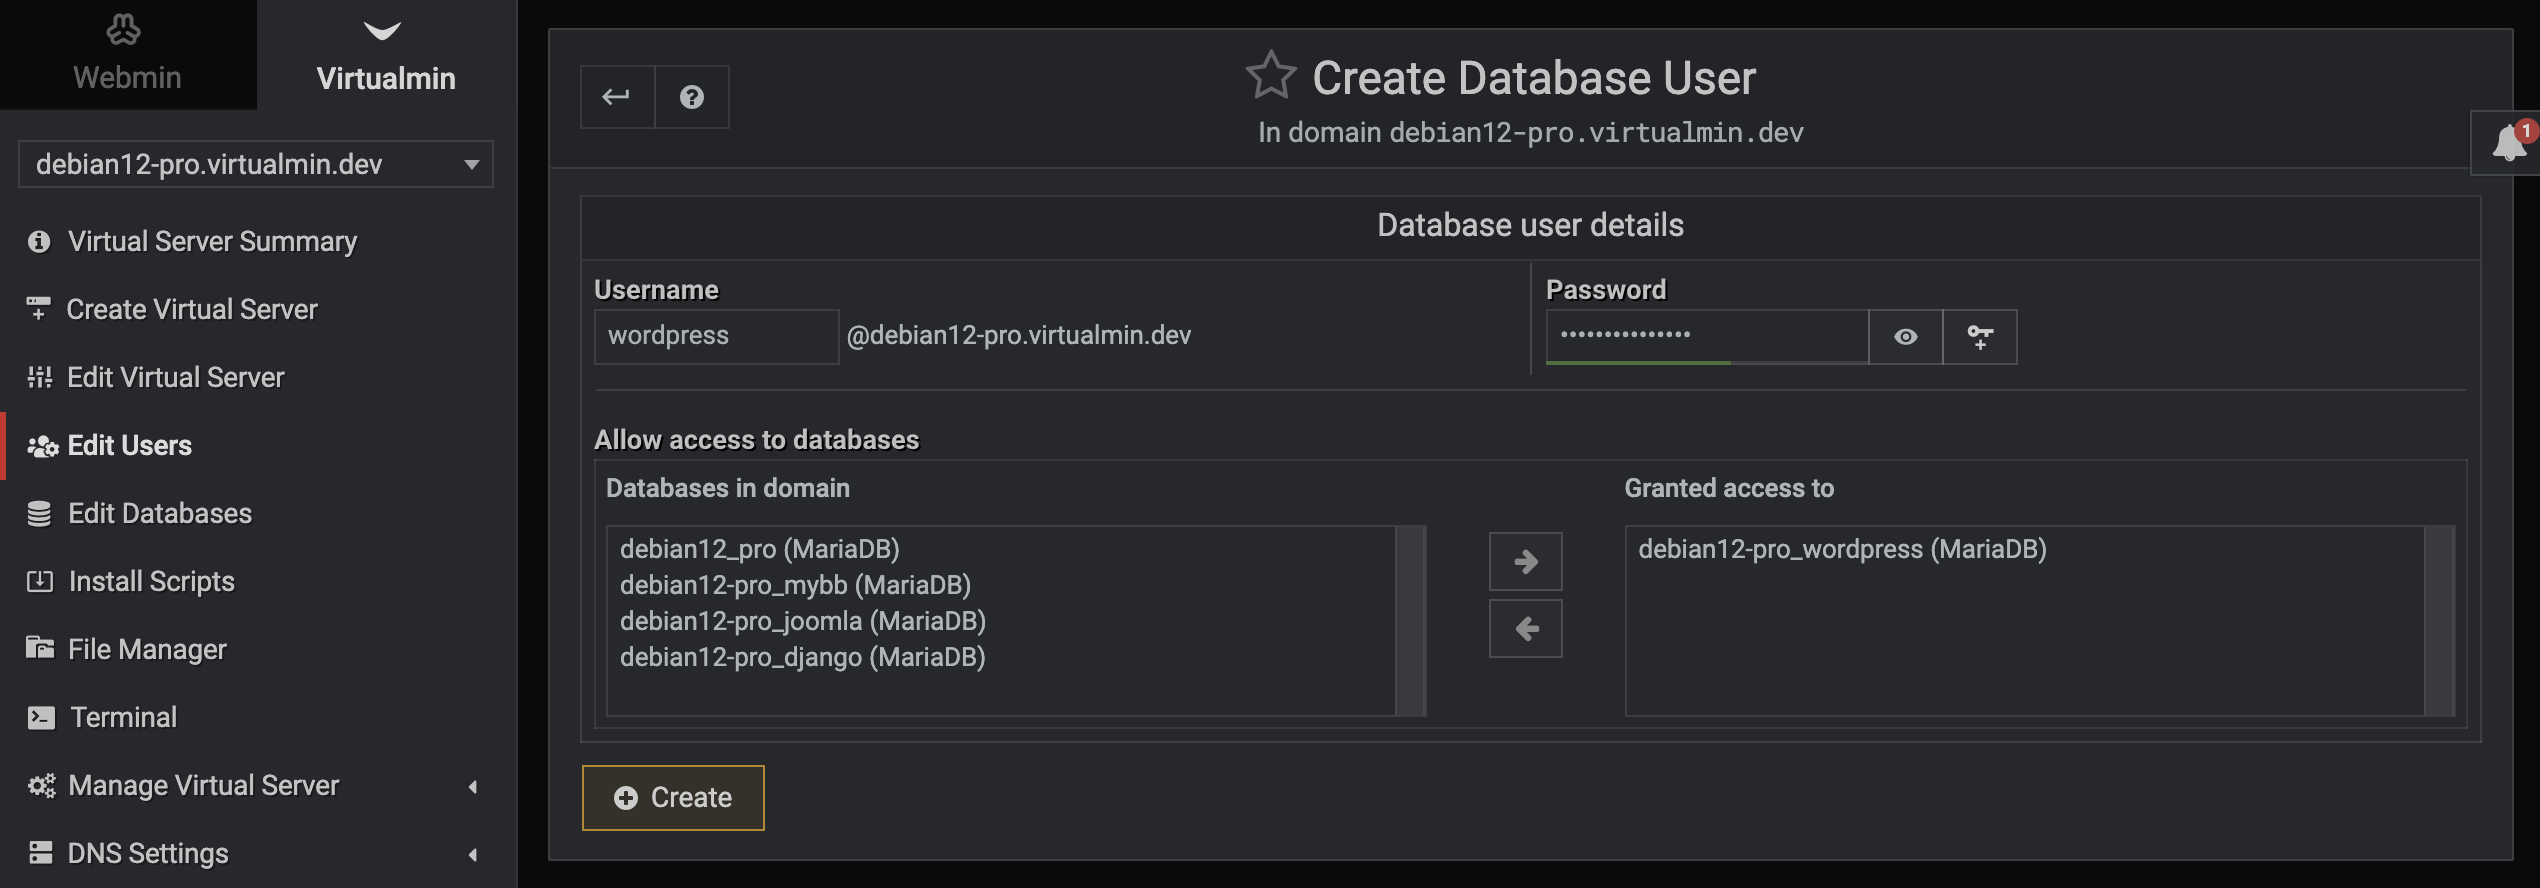 Webmin
Virtualmin
debian12-pro.virtualmin.dev
Virtual Server Summary
Create Virtual Server
Edit Virtual Server
Edit Users
Edit Databases
Install Scripts
File Manager
Terminal
Manage Virtual Server
DNS Settings
Create Database User
In domain debian12-pro.virtualmin.dev
1
Database user details
Username
wordpress @debian12-pro.virtualmin.dev
Password
•••••••••••••••
Allow access to databases
Databases in domain
debian12_pro (MariaDB)
debian12-pro_mybb (MariaDB)
debian12-pro_joomla (MariaDB)
debian12-pro_django (MariaDB)
Granted access to
debian12-pro_wordpress (MariaDB)
Create